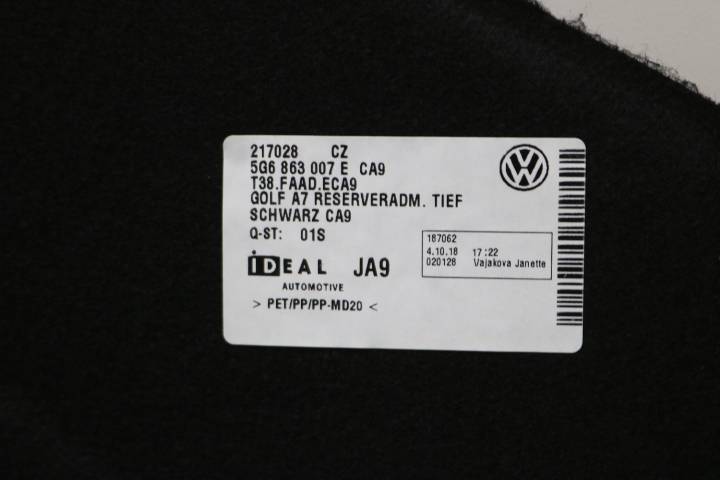 217028 CZ
5G6 863 007 E CA9
T38.FAAD.ECA9
GOLF A7 RESERVERADM. TIEF
SCHWARZ CA9
Q-ST: 01S
187062
4.10.18 17:22
020128 Vajakova Janette
iDEAL JA9
AUTOMOTIVE
> PET/PP/PP-MD20 <